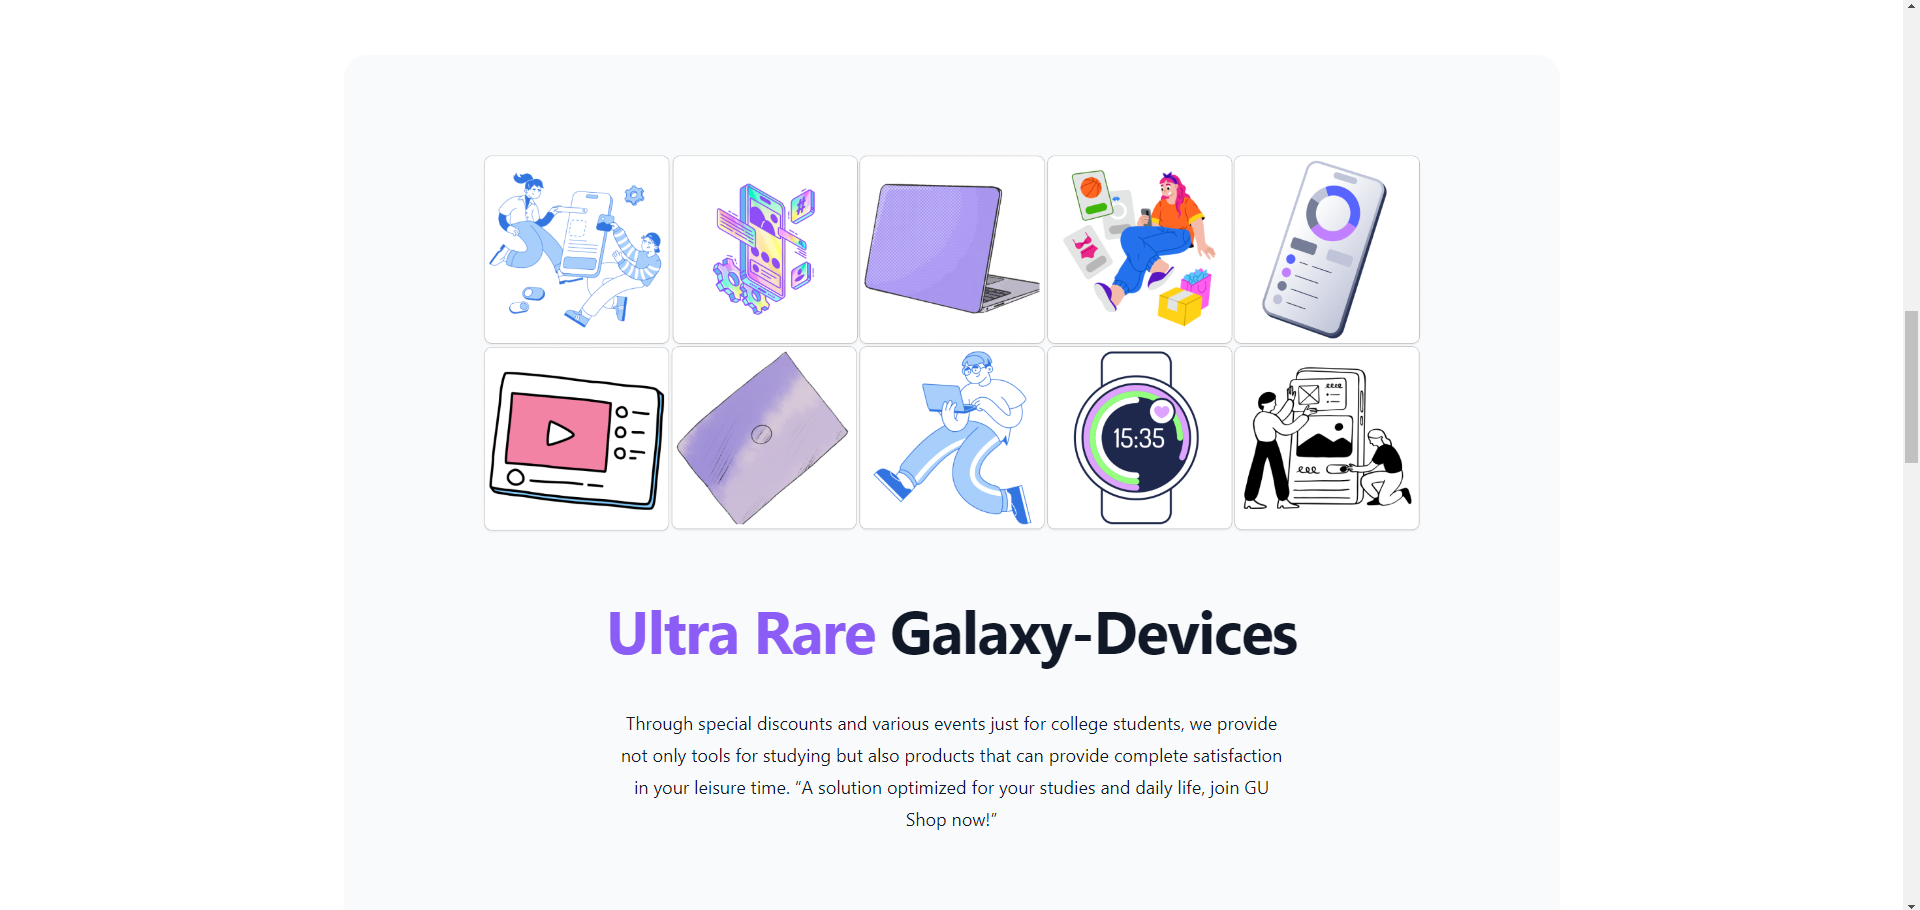 #
15:35
Ultra Rare Galaxy-Devices
Through special discounts and various events just for college students, we provide
not only tools for studying but also products that can provide complete satisfaction
in your leisure time. “A solution optimized for your studies and daily life, join GU
Shop now!”